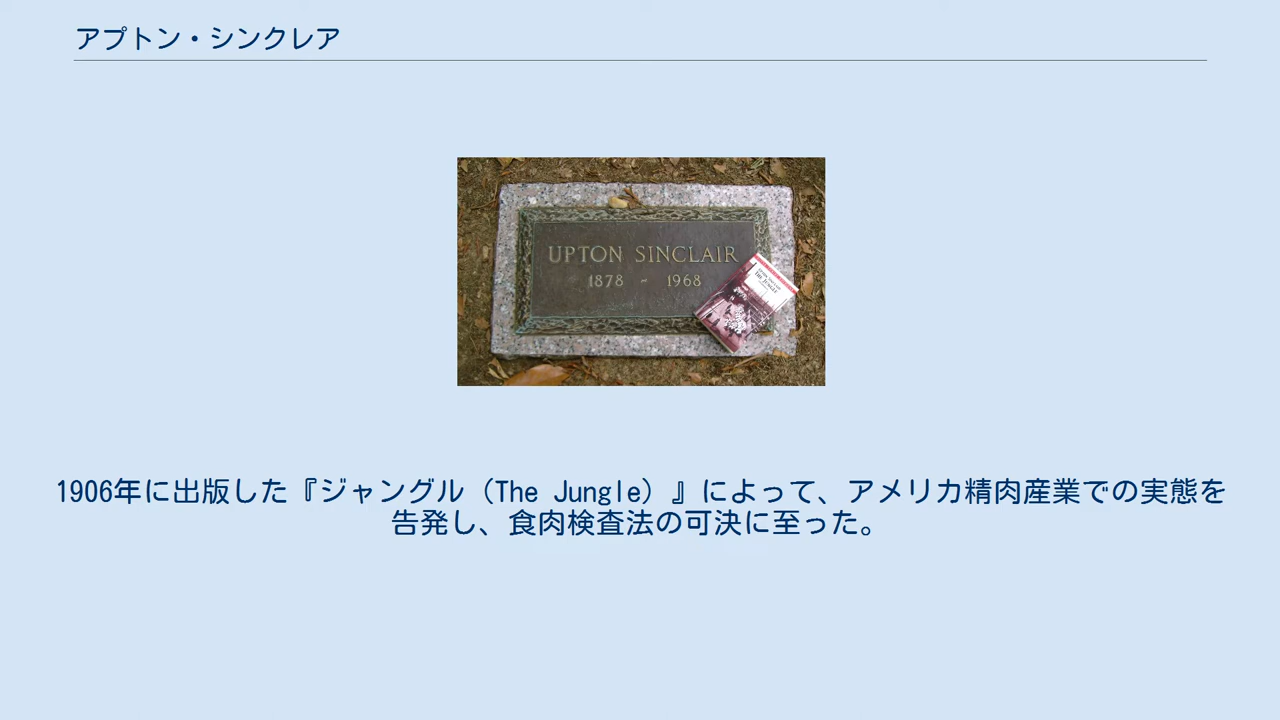 アプトン・シンクレア
UPTON SINCLAIR
1878 - 1968
THE JUNGLE
1906年に出版した『ジャングル（The Jungle）』によって、アメリカ精肉産業での実態を
告発し、食肉検査法の可決に至った。